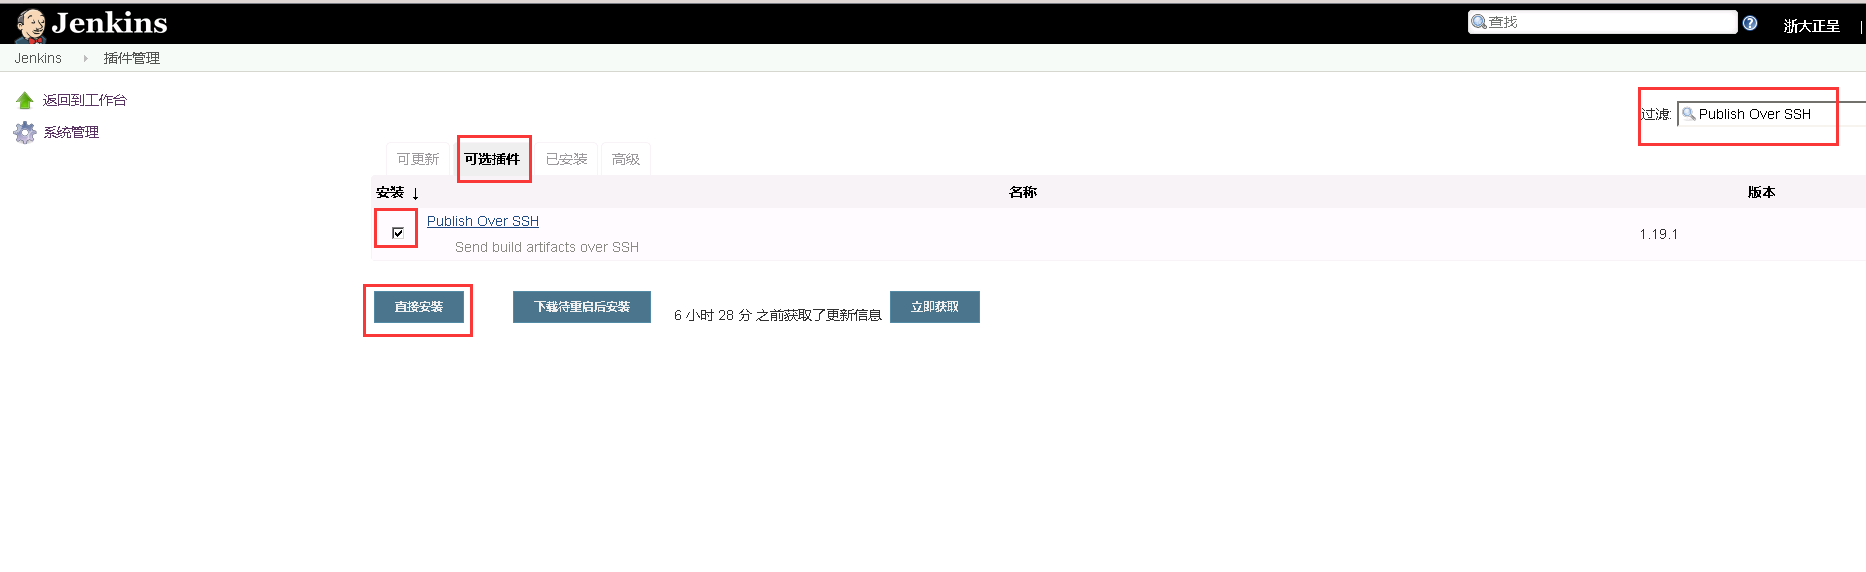 Jenkins
查找
浙大正呈
Jenkins
插件管理
返回到工作台
系统管理
过滤:
Publish Over SSH
可更新
可选插件
已安装
高级
安装 ↓
名称
版本
Publish Over SSH
Send build artifacts over SSH
1.19.1
直接安装
下载待重启后安装
6 小时 28 分 之前获取了更新信息
立即获取